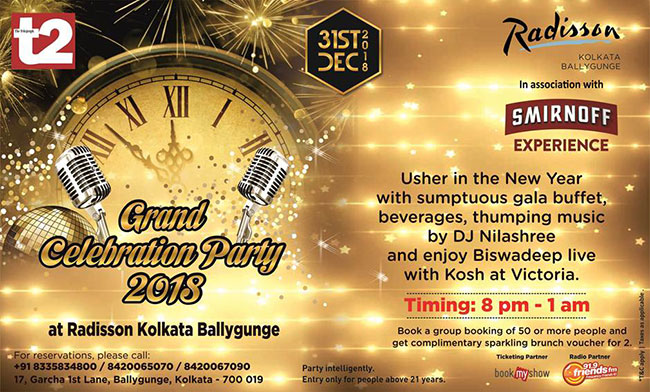 The Telegraph
t2
31ST
DEC
2018
Radisson
KOLKATA
BALLYGUNGE
In association with
SMIRNOFF
EXPERIENCE
XI XII I
Grand
Celebration Party
2018
at Radisson Kolkata Ballygunge
For reservations, please call:
+91 8335834800 / 8420065070 / 8420067090
17, Garcha 1st Lane, Ballygunge, Kolkata - 700 019
Usher in the New Year
with sumptuous gala buffet,
beverages, thumping music
by DJ Nilashree
and enjoy Biswadeep live
with Kosh at Victoria.
Timing: 8 pm - 1 am
Book a group booking of 50 or more people and
get complimentary sparkling brunch voucher for 2.
Party intelligently.
Entry only for people above 21 years.
Ticketing Partner
bookmyshow
Radio Partner
91.9
friends fm
*T&C apply | Taxes as applicable.